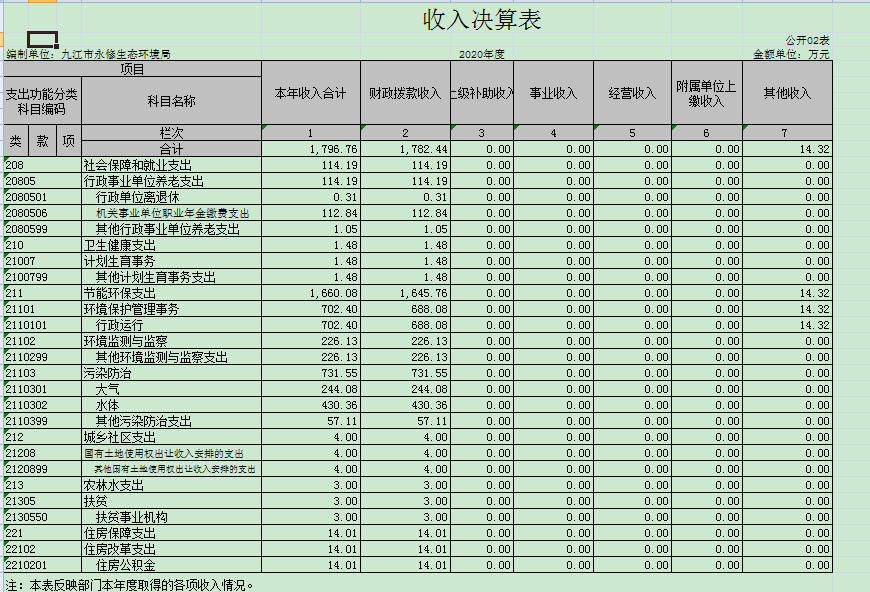 收入决算表
公开02表
编制单位：九江市永修生态环境局 2020年度 金额单位：万元
项目 本年收入合计 财政拨款收入 上级补助收入 事业收入 经营收入 附属单位上缴收入 其他收入
支出功能分类科目编码 科目名称
类 款 项 栏次 1 2 3 4 5 6 7
合计 1,796.76 1,782.44 0.00 0.00 0.00 0.00 14.32
208 社会保障和就业支出 114.19 114.19 0.00 0.00 0.00 0.00 0.00
20805 行政事业单位养老支出 114.19 114.19 0.00 0.00 0.00 0.00 0.00
2080501 行政单位离退休 0.31 0.31 0.00 0.00 0.00 0.00 0.00
2080506 机关事业单位职业年金缴费支出 112.84 112.84 0.00 0.00 0.00 0.00 0.00
2080599 其他行政事业单位养老支出 1.05 1.05 0.00 0.00 0.00 0.00 0.00
210 卫生健康支出 1.48 1.48 0.00 0.00 0.00 0.00 0.00
21007 计划生育事务 1.48 1.48 0.00 0.00 0.00 0.00 0.00
2100799 其他计划生育事务支出 1.48 1.48 0.00 0.00 0.00 0.00 0.00
211 节能环保支出 1,660.08 1,645.76 0.00 0.00 0.00 0.00 14.32
21101 环境保护管理事务 702.40 688.08 0.00 0.00 0.00 0.00 14.32
2110101 行政运行 702.40 688.08 0.00 0.00 0.00 0.00 14.32
21102 环境监测与监察 226.13 226.13 0.00 0.00 0.00 0.00 0.00
2110299 其他环境监测与监察支出 226.13 226.13 0.00 0.00 0.00 0.00 0.00
21103 污染防治 731.55 731.55 0.00 0.00 0.00 0.00 0.00
2110301 大气 244.08 244.08 0.00 0.00 0.00 0.00 0.00
2110302 水体 430.36 430.36 0.00 0.00 0.00 0.00 0.00
2110399 其他污染防治支出 57.11 57.11 0.00 0.00 0.00 0.00 0.00
212 城乡社区支出 4.00 4.00 0.00 0.00 0.00 0.00 0.00
21208 国有土地使用权出让收入安排的支出 4.00 4.00 0.00 0.00 0.00 0.00 0.00
2120899 其他国有土地使用权出让收入安排的支出 4.00 4.00 0.00 0.00 0.00 0.00 0.00
213 农林水支出 3.00 3.00 0.00 0.00 0.00 0.00 0.00
21305 扶贫 3.00 3.00 0.00 0.00 0.00 0.00 0.00
2130550 扶贫事业机构 3.00 3.00 0.00 0.00 0.00 0.00 0.00
221 住房保障支出 14.01 14.01 0.00 0.00 0.00 0.00 0.00
22102 住房改革支出 14.01 14.01 0.00 0.00 0.00 0.00 0.00
2210201 住房公积金 14.01 14.01 0.00 0.00 0.00 0.00 0.00
注：本表反映部门本年度取得的各项收入情况。